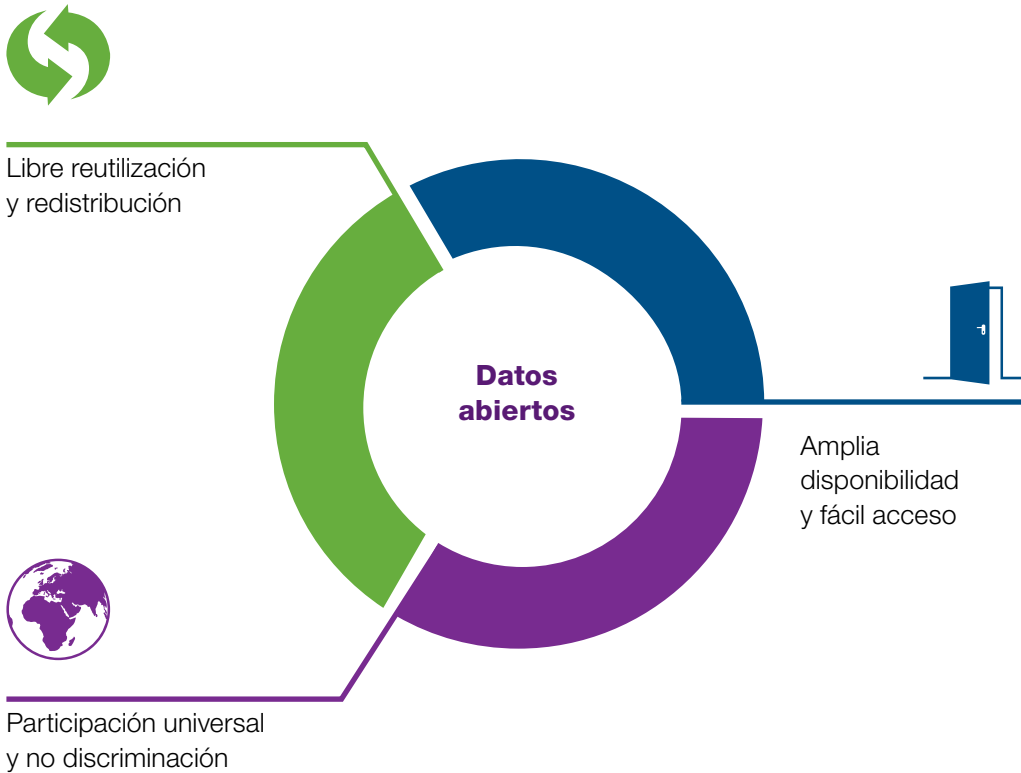 Libre reutilización
y redistribución
Datos
abiertos
Amplia
disponibilidad
y fácil acceso
Participación universal
y no discriminación